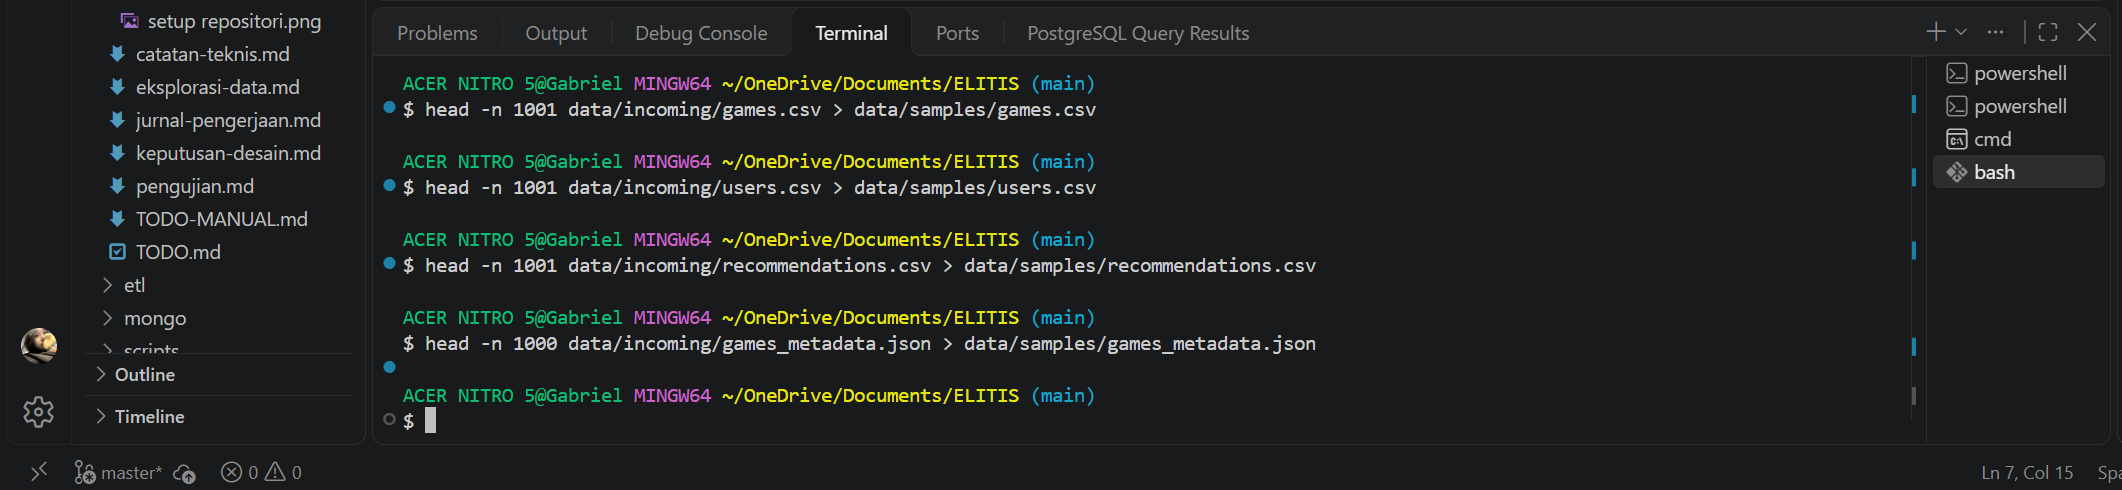 setup repositori.png
catatan-teknis.md
eksplorasi-data.md
jurnal-pengerjaan.md
keputusan-desain.md
pengujian.md
TODO-MANUAL.md
TODO.md
etl
mongo
scripts
Outline
Timeline
Problems Output Debug Console Terminal Ports PostgreSQL Query Results
ACER NITRO 5@Gabriel MINGW64 ~/OneDrive/Documents/ELITIS (main)
$ head -n 1001 data/incoming/games.csv > data/samples/games.csv
ACER NITRO 5@Gabriel MINGW64 ~/OneDrive/Documents/ELITIS (main)
$ head -n 1001 data/incoming/users.csv > data/samples/users.csv
ACER NITRO 5@Gabriel MINGW64 ~/OneDrive/Documents/ELITIS (main)
$ head -n 1001 data/incoming/recommendations.csv > data/samples/recommendations.csv
ACER NITRO 5@Gabriel MINGW64 ~/OneDrive/Documents/ELITIS (main)
$ head -n 1000 data/incoming/games_metadata.json > data/samples/games_metadata.json
ACER NITRO 5@Gabriel MINGW64 ~/OneDrive/Documents/ELITIS (main)
$
powershell
powershell
cmd
bash
master* 0 0 Ln 7, Col 15